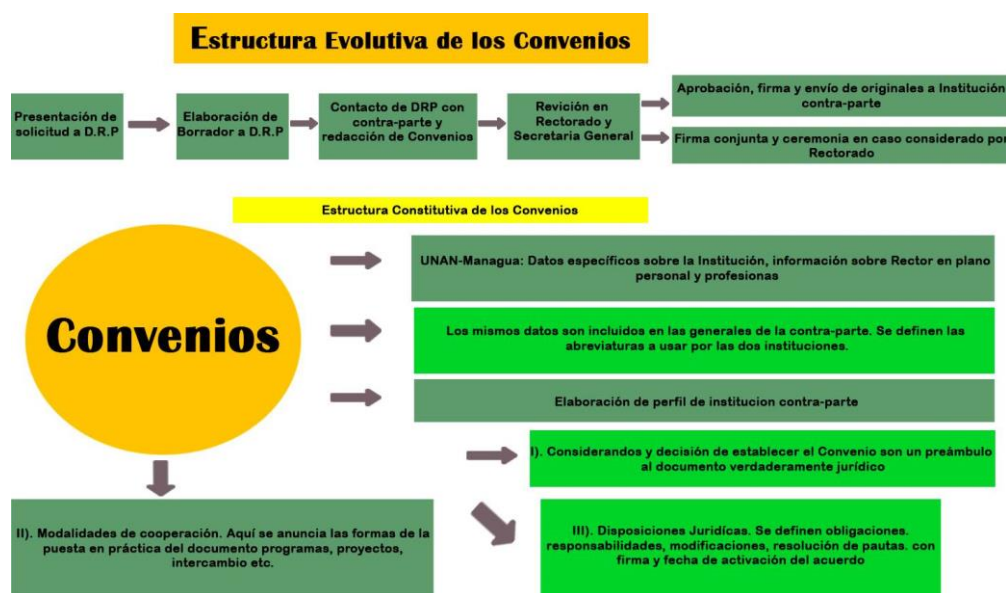 Estructura Evolutiva de los Convenios
Presentación de
solicitud a D.R.P
Elaboración de
Borrador a D.R.P
Contacto de DRP con
contra-parte y
redacción de Convenios
Revición en
Rectorado y
Secretaria General
Aprobación, firma y envío de originales a Institución
contra-parte
Firma conjunta y ceremonia en caso considerado por
Rectorado
Estructura Constitutiva de los Convenios
Convenios
UNAN-Managua: Datos específicos sobre la Institución, información sobre Rector en plano
personal y profesionas
Los mismos datos son incluidos en las generales de la contra-parte. Se definen las
abreviaturas a usar por las dos instituciones.
Elaboración de perfil de institucion contra-parte
I). Considerandos y decisión de establecer el Convenio son un preámbulo
al documento verdaderamente jurídico
II). Modalidades de cooperación. Aquí se anuncia las formas de la
puesta en práctica del documento programas, proyectos,
intercambio etc.
III). Disposiciones Jurídicas. Se definen obligaciones.
responsabilidades, modificaciones, resolución de pautas. con
firma y fecha de activación del acuerdo